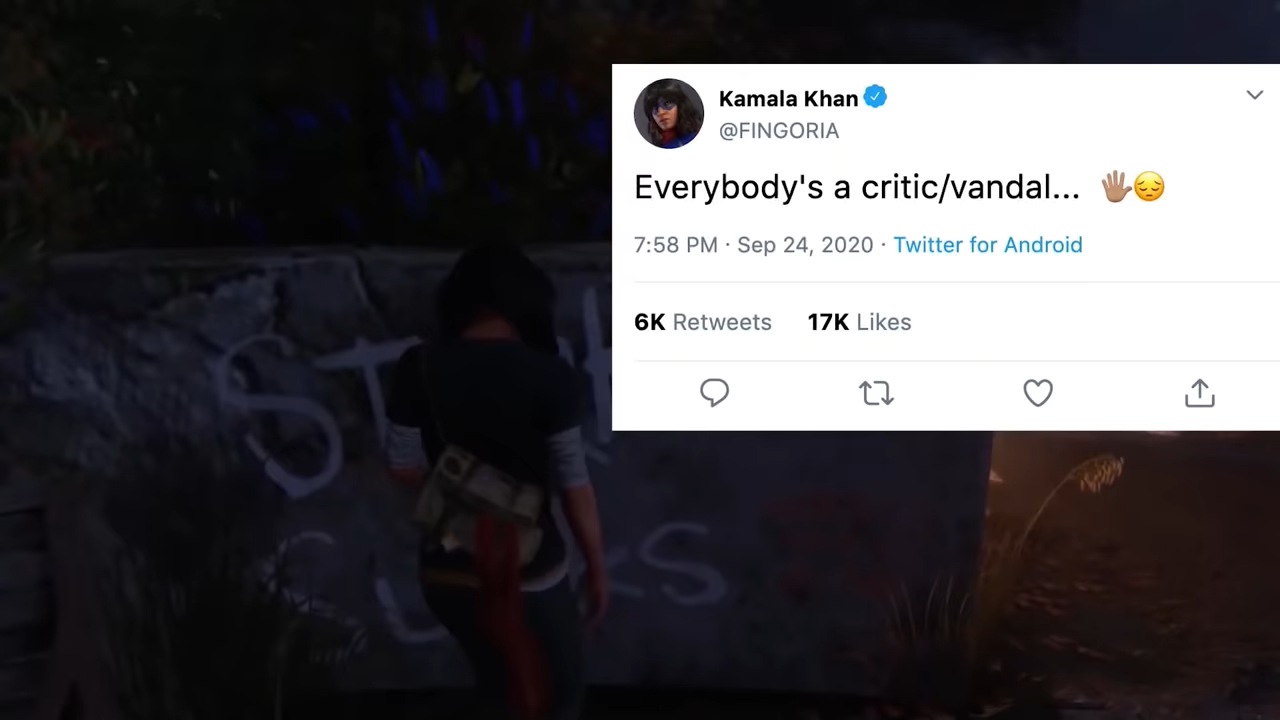 Kamala Khan
@FINGORIA
Everybody's a critic/vandal... 🖐🏽😔
7:58 PM · Sep 24, 2020 · Twitter for Android
6K Retweets 17K Likes